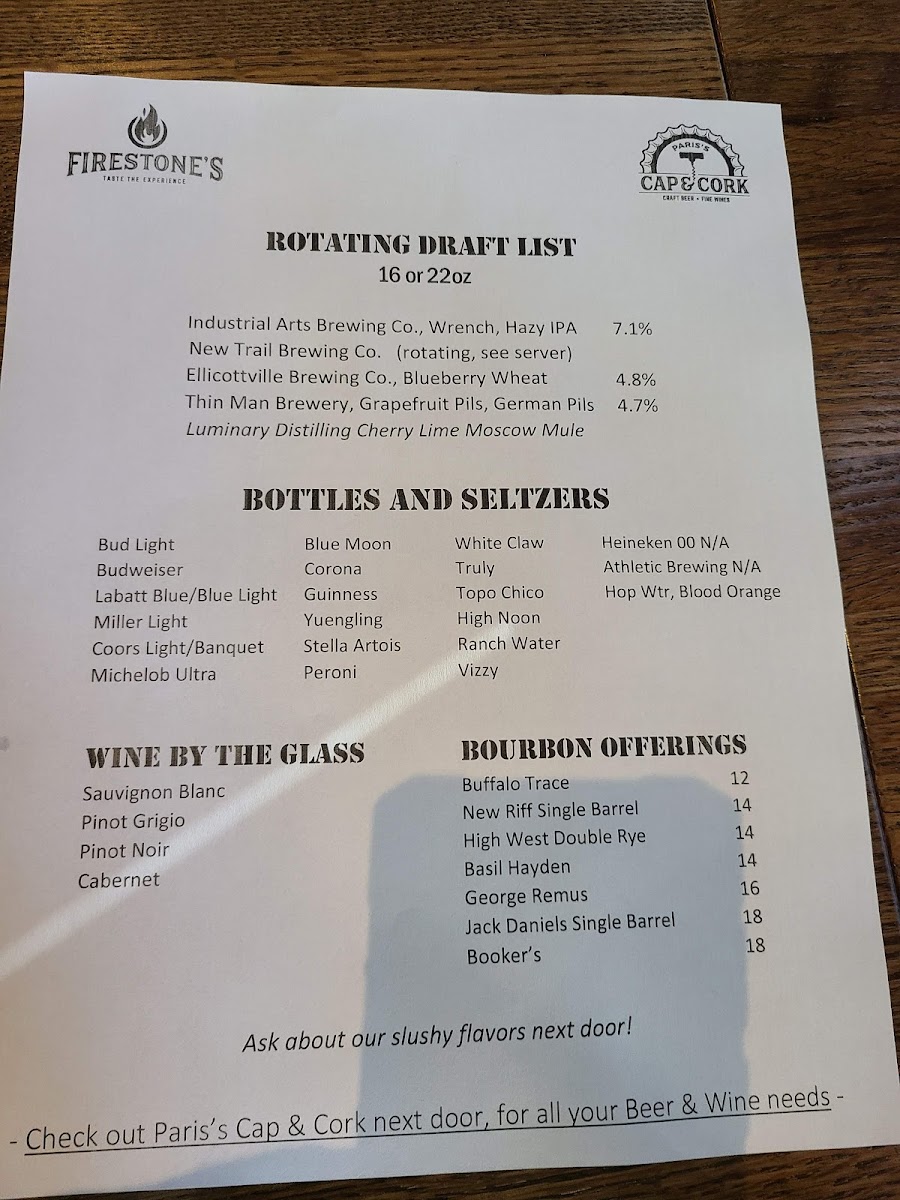 FIRESTONE'S
TASTE THE EXPERIENCE
PARIS'S
CAP & CORK
CRAFT BEER + FINE WINES
ROTATING DRAFT LIST
16 or 22oz
Industrial Arts Brewing Co., Wrench, Hazy IPA 7.1%
New Trail Brewing Co. (rotating, see server)
Ellicottville Brewing Co., Blueberry Wheat 4.8%
Thin Man Brewery, Grapefruit Pils, German Pils 4.7%
Luminary Distilling Cherry Lime Moscow Mule
BOTTLES AND SELTZERS
Bud Light
Budweiser
Labatt Blue/Blue Light
Miller Light
Coors Light/Banquet
Michelob Ultra
Blue Moon
Corona
Guinness
Yuengling
Stella Artois
Peroni
White Claw
Truly
Topo Chico
High Noon
Ranch Water
Vizzy
Heineken 00 N/A
Athletic Brewing N/A
Hop Wtr, Blood Orange
WINE BY THE GLASS
Sauvignon Blanc
Pinot Grigio
Pinot Noir
Cabernet
BOURBON OFFERINGS
Buffalo Trace 12
New Riff Single Barrel 14
High West Double Rye 14
Basil Hayden 14
George Remus 16
Jack Daniels Single Barrel 18
Booker's 18
Ask about our slushy flavors next door!
- Check out Paris's Cap & Cork next door, for all your Beer & Wine needs -